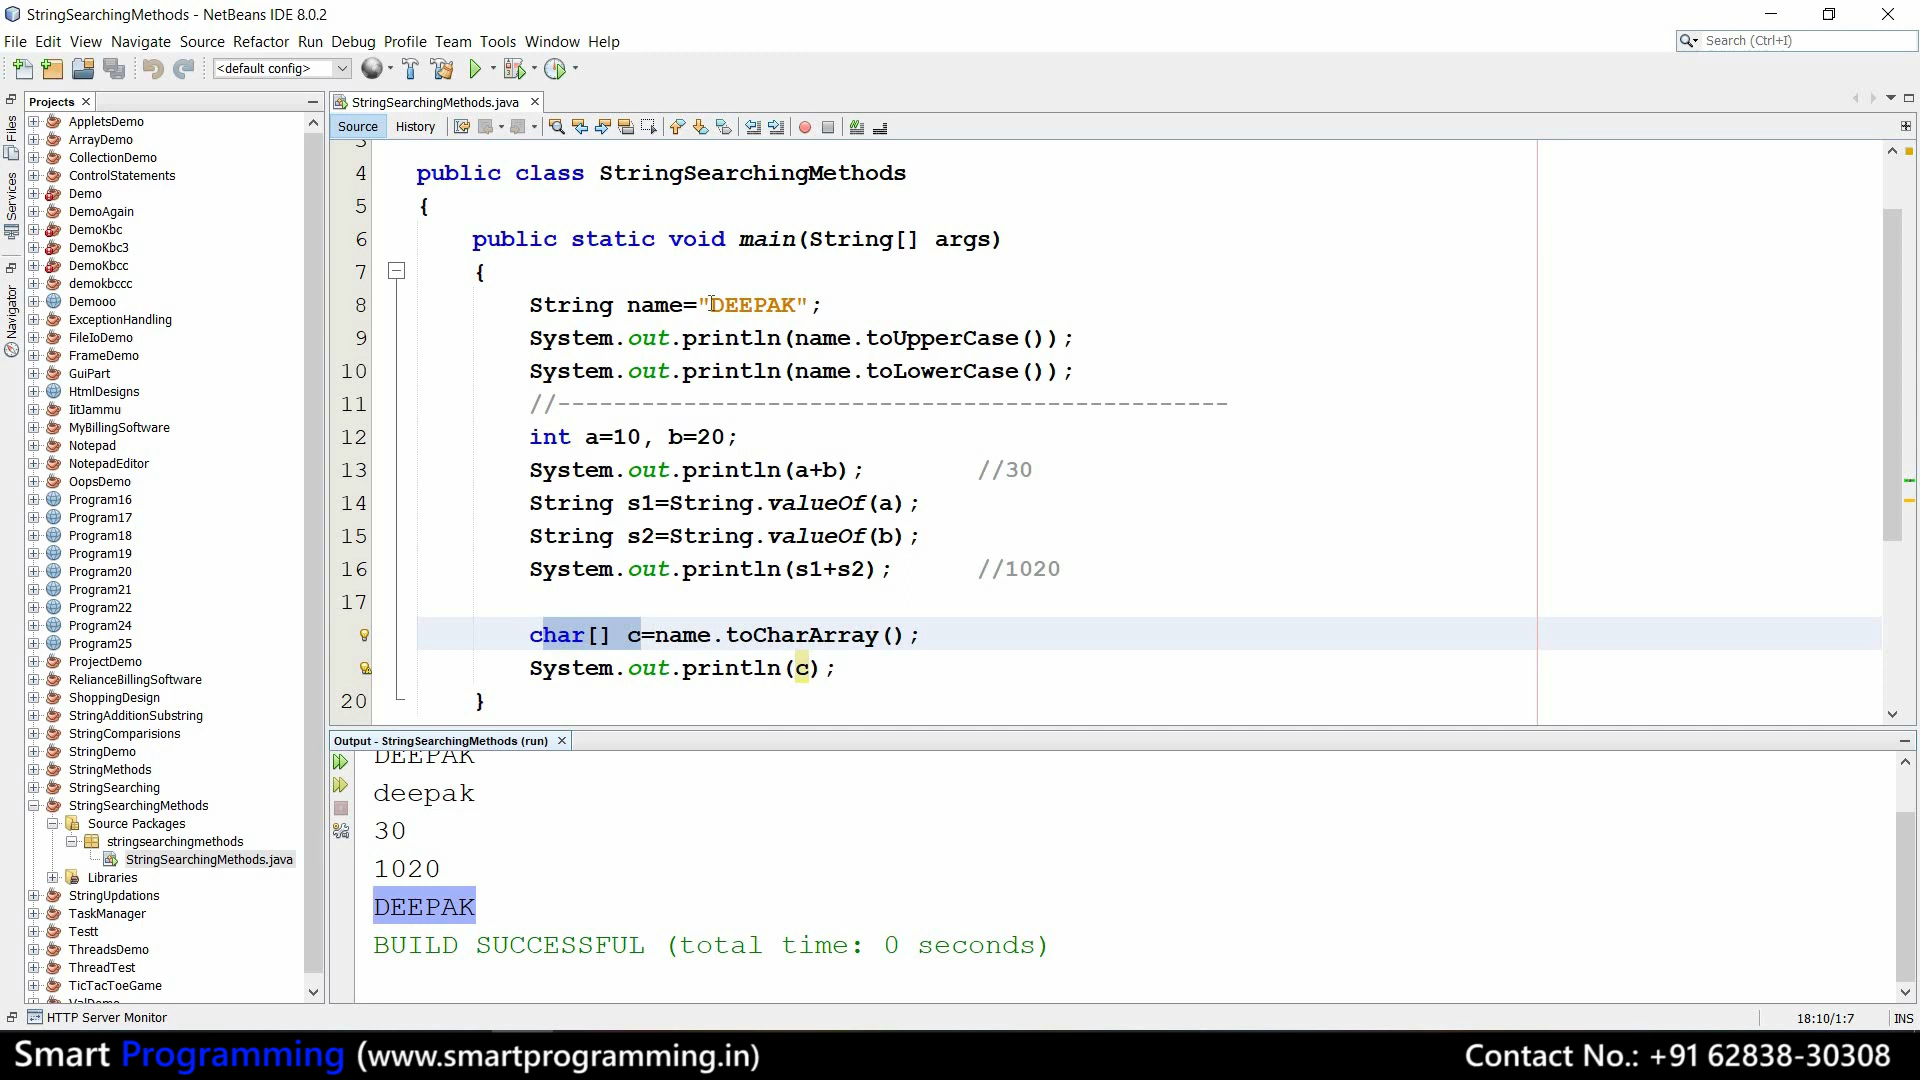 StringSearchingMethods - NetBeans IDE 8.0.2
File Edit View Navigate Source Refactor Run Debug Profile Team Tools Window Help
Search (Ctrl+I)
<default config>
Projects
StringSearchingMethods.java
Files
Services
Navigator
Source History
AppletsDemo
ArrayDemo
CollectionDemo
ControlStatements
Demo
DemoAgain
DemoKbc
DemoKbc3
DemoKbcc
demokbccc
Demooo
ExceptionHandling
FileIoDemo
FrameDemo
GuiPart
HtmlDesigns
IitJammu
MyBillingSoftware
Notepad
NotepadEditor
OopsDemo
Program16
Program17
Program18
Program19
Program20
Program21
Program22
Program24
Program25
ProjectDemo
RelianceBillingSoftware
ShoppingDesign
StringAdditionSubstring
StringComparisions
StringDemo
StringMethods
StringSearching
StringSearchingMethods
Source Packages
stringsearchingmethods
StringSearchingMethods.java
Libraries
StringUpdations
TaskManager
Testt
ThreadsDemo
ThreadTest
TicTacToeGame
3
4 public class StringSearchingMethods
5 {
6 public static void main(String[] args)
7 {
8 String name="DEEPAK";
9 System.out.println(name.toUpperCase());
10 System.out.println(name.toLowerCase());
11 //------------------------------------------------
12 int a=10, b=20;
13 System.out.println(a+b); //30
14 String s1=String.valueOf(a);
15 String s2=String.valueOf(b);
16 System.out.println(s1+s2); //1020
17
char[] c=name.toCharArray();
System.out.println(c);
20 }
Output - StringSearchingMethods (run)
DEEPAK
deepak
30
1020
DEEPAK
BUILD SUCCESSFUL (total time: 0 seconds)
HTTP Server Monitor
18:10/1:7 INS
Smart Programming (www.smartprogramming.in)
Contact No.: +91 62838-30308